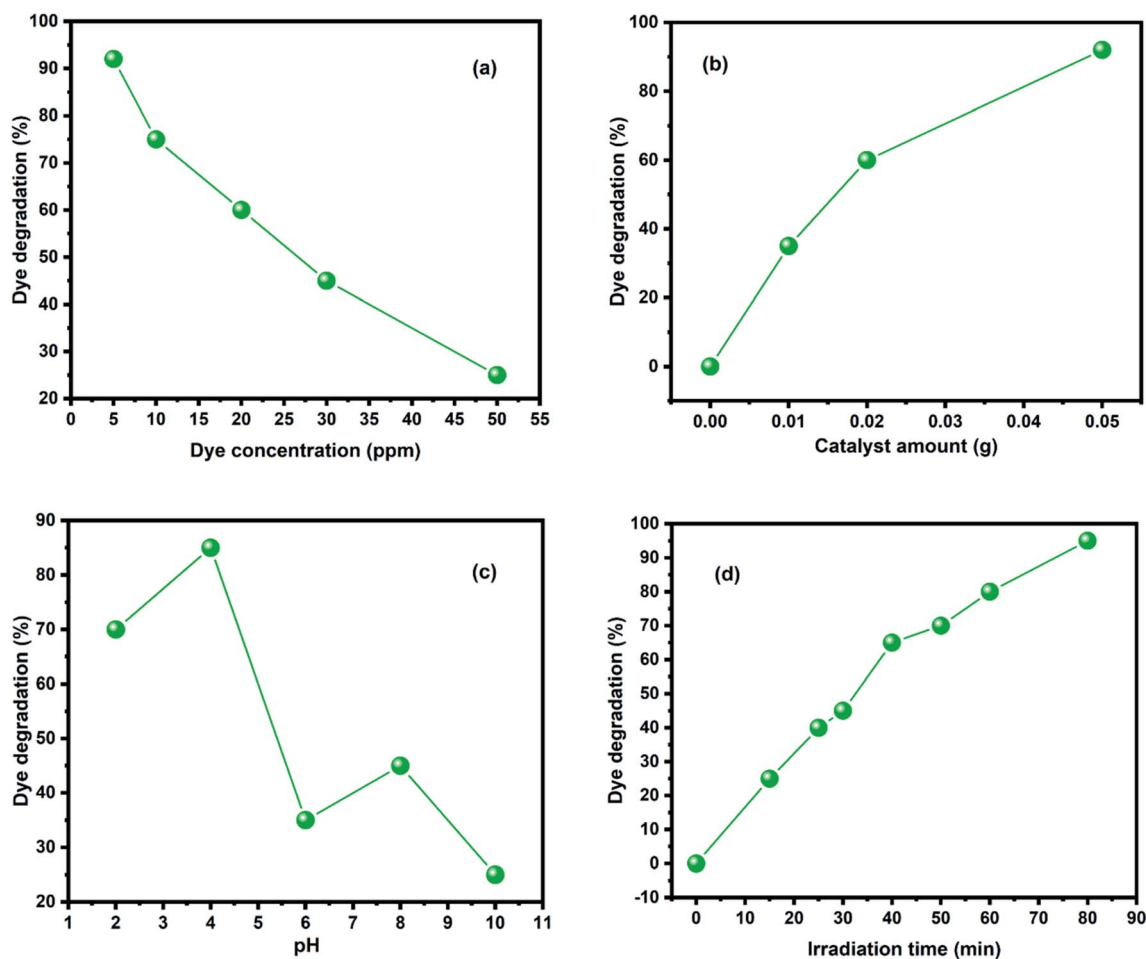 (a)
Dye degradation (%)
100
90
80
70
60
50
40
30
20
0 5 10 15 20 25 30 35 40 45 50 55
Dye concentration (ppm)
(b)
Dye degradation (%)
100
80
60
40
20
0
0.00 0.01 0.02 0.03 0.04 0.05
Catalyst amount (g)
(c)
Dye degradation (%)
90
80
70
60
50
40
30
20
1 2 3 4 5 6 7 8 9 10 11
pH
(d)
Dye degradation (%)
100
90
80
70
60
50
40
30
20
10
0
-10
0 10 20 30 40 50 60 70 80 90
Irradiation time (min)